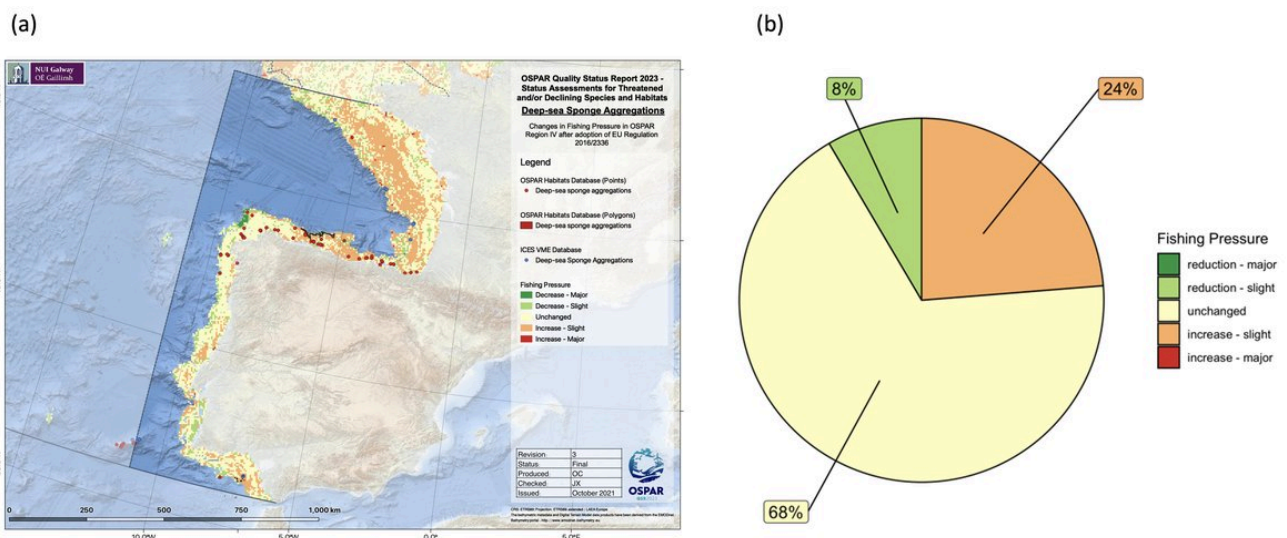 (a)
(b)
NUI Galway
OÉ Gaillimh
OSPAR Quality Status Report 2023 -
Status Assessments for Threatened
and/or Declining Species and Habitats
Deep-sea Sponge Aggregations
Changes in Fishing Pressure in OSPAR
Region IV after adoption of EU Regulation
2016/2336
Legend
OSPAR Habitats Database (Points)
Deep-sea sponge aggregations
OSPAR Habitats Database (Polygons)
Deep-sea sponge aggregations
ICES VME Database
Deep-sea Sponge Aggregations
Fishing Pressure
Decrease - Major
Decrease - Slight
Unchanged
Increase - Slight
Increase - Major
Revision 3
Status Final
Produced OC
Checked JX
Issued October 2021
OSPAR
0 250 500 750 1,000 km
10.0°W 5.0°W 0.0° 5.0°E
8%
24%
68%
Fishing Pressure
reduction - major
reduction - slight
unchanged
increase - slight
increase - major